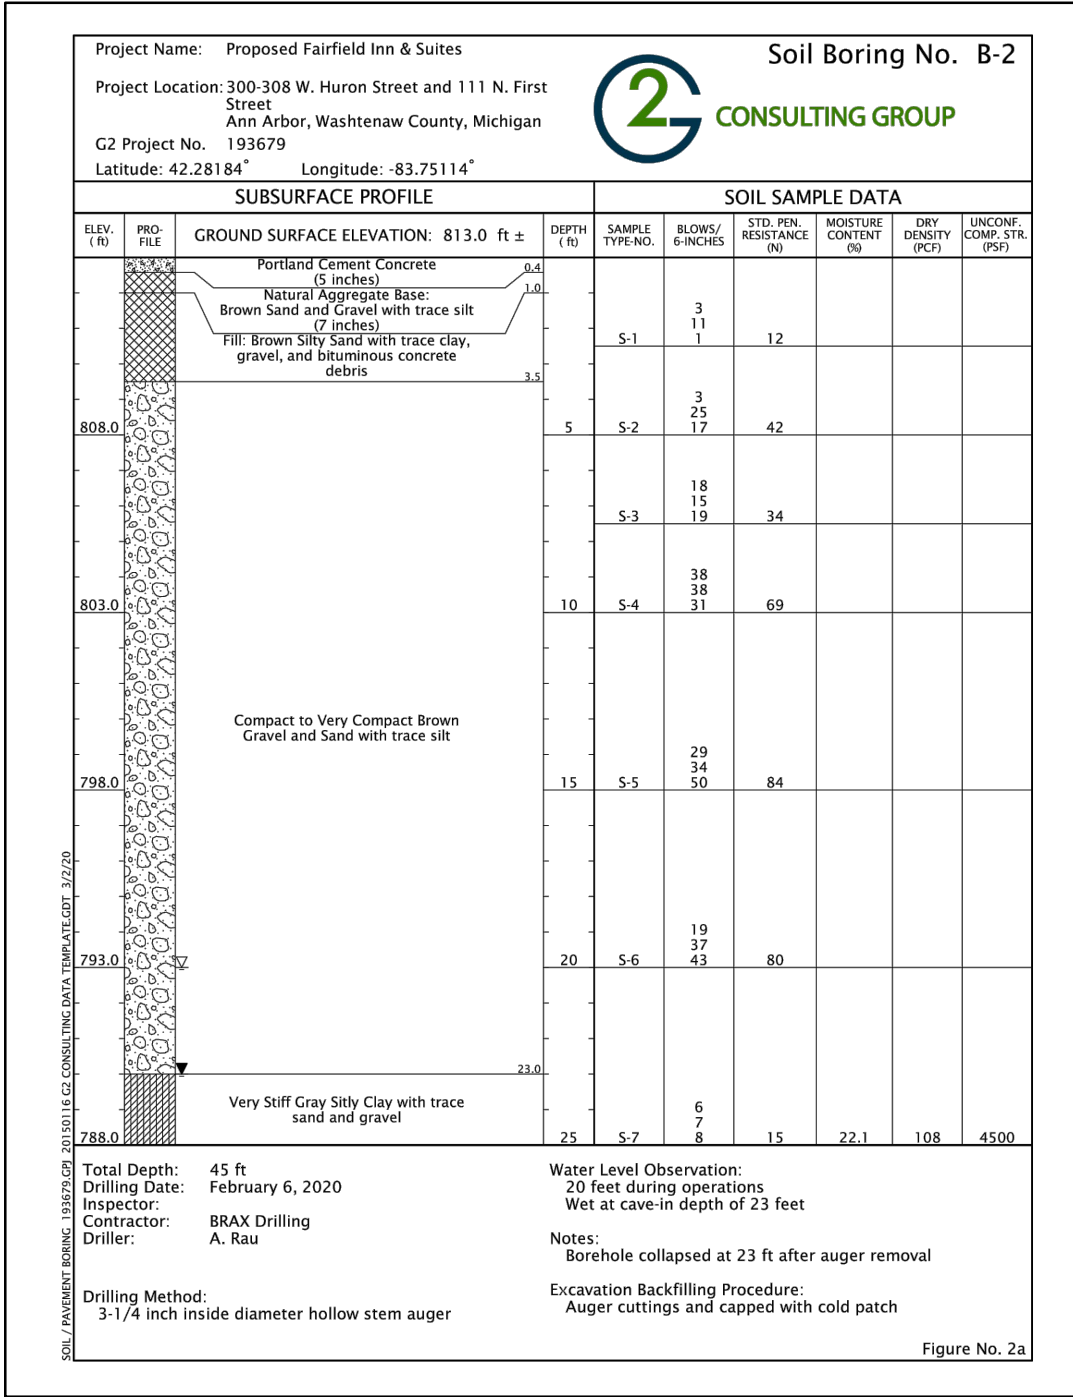 Project Name: Proposed Fairfield Inn & Suites
Soil Boring No. B-2
Project Location: 300-308 W. Huron Street and 111 N. First
Street
Ann Arbor, Washtenaw County, Michigan
G2 Project No. 193679
Latitude: 42.28184° Longitude: -83.75114°
G2 CONSULTING GROUP
SUBSURFACE PROFILE
SOIL SAMPLE DATA
ELEV. ( ft)
PRO-FILE
GROUND SURFACE ELEVATION: 813.0 ft ±
DEPTH ( ft)
SAMPLE TYPE-NO.
BLOWS/ 6-INCHES
STD. PEN. RESISTANCE (N)
MOISTURE CONTENT (%)
DRY DENSITY (PCF)
UNCONF. COMP. STR. (PSF)
Portland Cement Concrete
(5 inches)
0.4
Natural Aggregate Base:
Brown Sand and Gravel with trace silt
(7 inches)
1.0
Fill: Brown Silty Sand with trace clay,
gravel, and bituminous concrete
debris
3.5
3
11
S-1 1 12
3
25
808.0 5 S-2 17 42
18
15
S-3 19 34
38
38
803.0 10 S-4 31 69
Compact to Very Compact Brown
Gravel and Sand with trace silt
29
34
798.0 15 S-5 50 84
19
37
793.0 20 S-6 43 80
23.0
Very Stiff Gray Sitly Clay with trace
sand and gravel
6
7
788.0 25 S-7 8 15 22.1 108 4500
Total Depth: 45 ft
Drilling Date: February 6, 2020
Inspector:
Contractor: BRAX Drilling
Driller: A. Rau
Drilling Method:
3-1/4 inch inside diameter hollow stem auger
Water Level Observation:
20 feet during operations
Wet at cave-in depth of 23 feet
Notes:
Borehole collapsed at 23 ft after auger removal
Excavation Backfilling Procedure:
Auger cuttings and capped with cold patch
Figure No. 2a
SOIL / PAVEMENT BORING 193679.GPJ 20150116 G2 CONSULTING DATA TEMPLATE.GDT 3/2/20